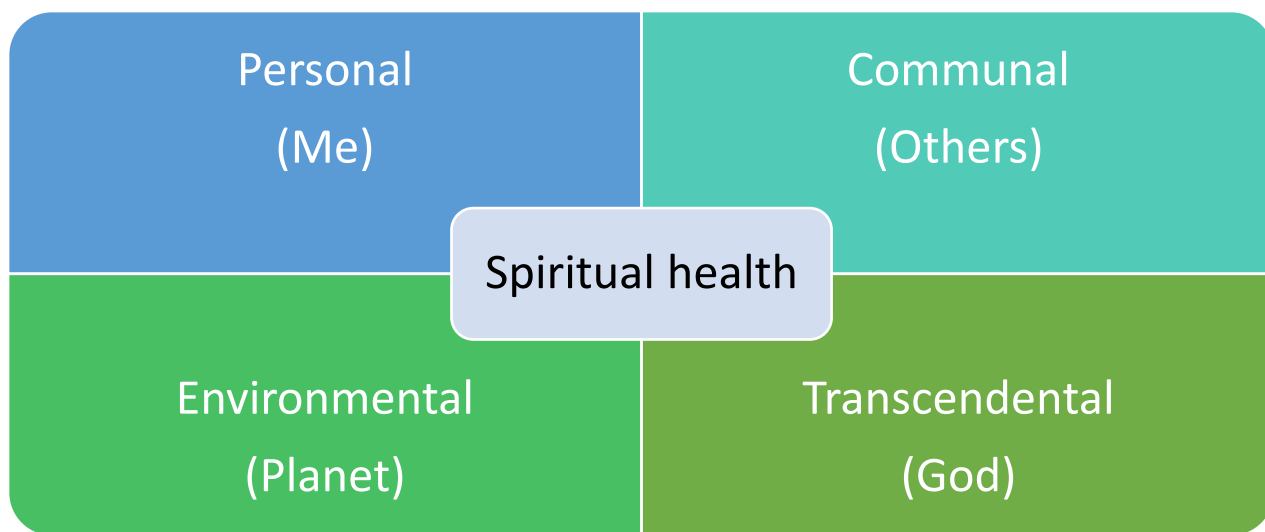 Personal
(Me)
Communal
(Others)
Spiritual health
Environmental
(Planet)
Transcendental
(God)